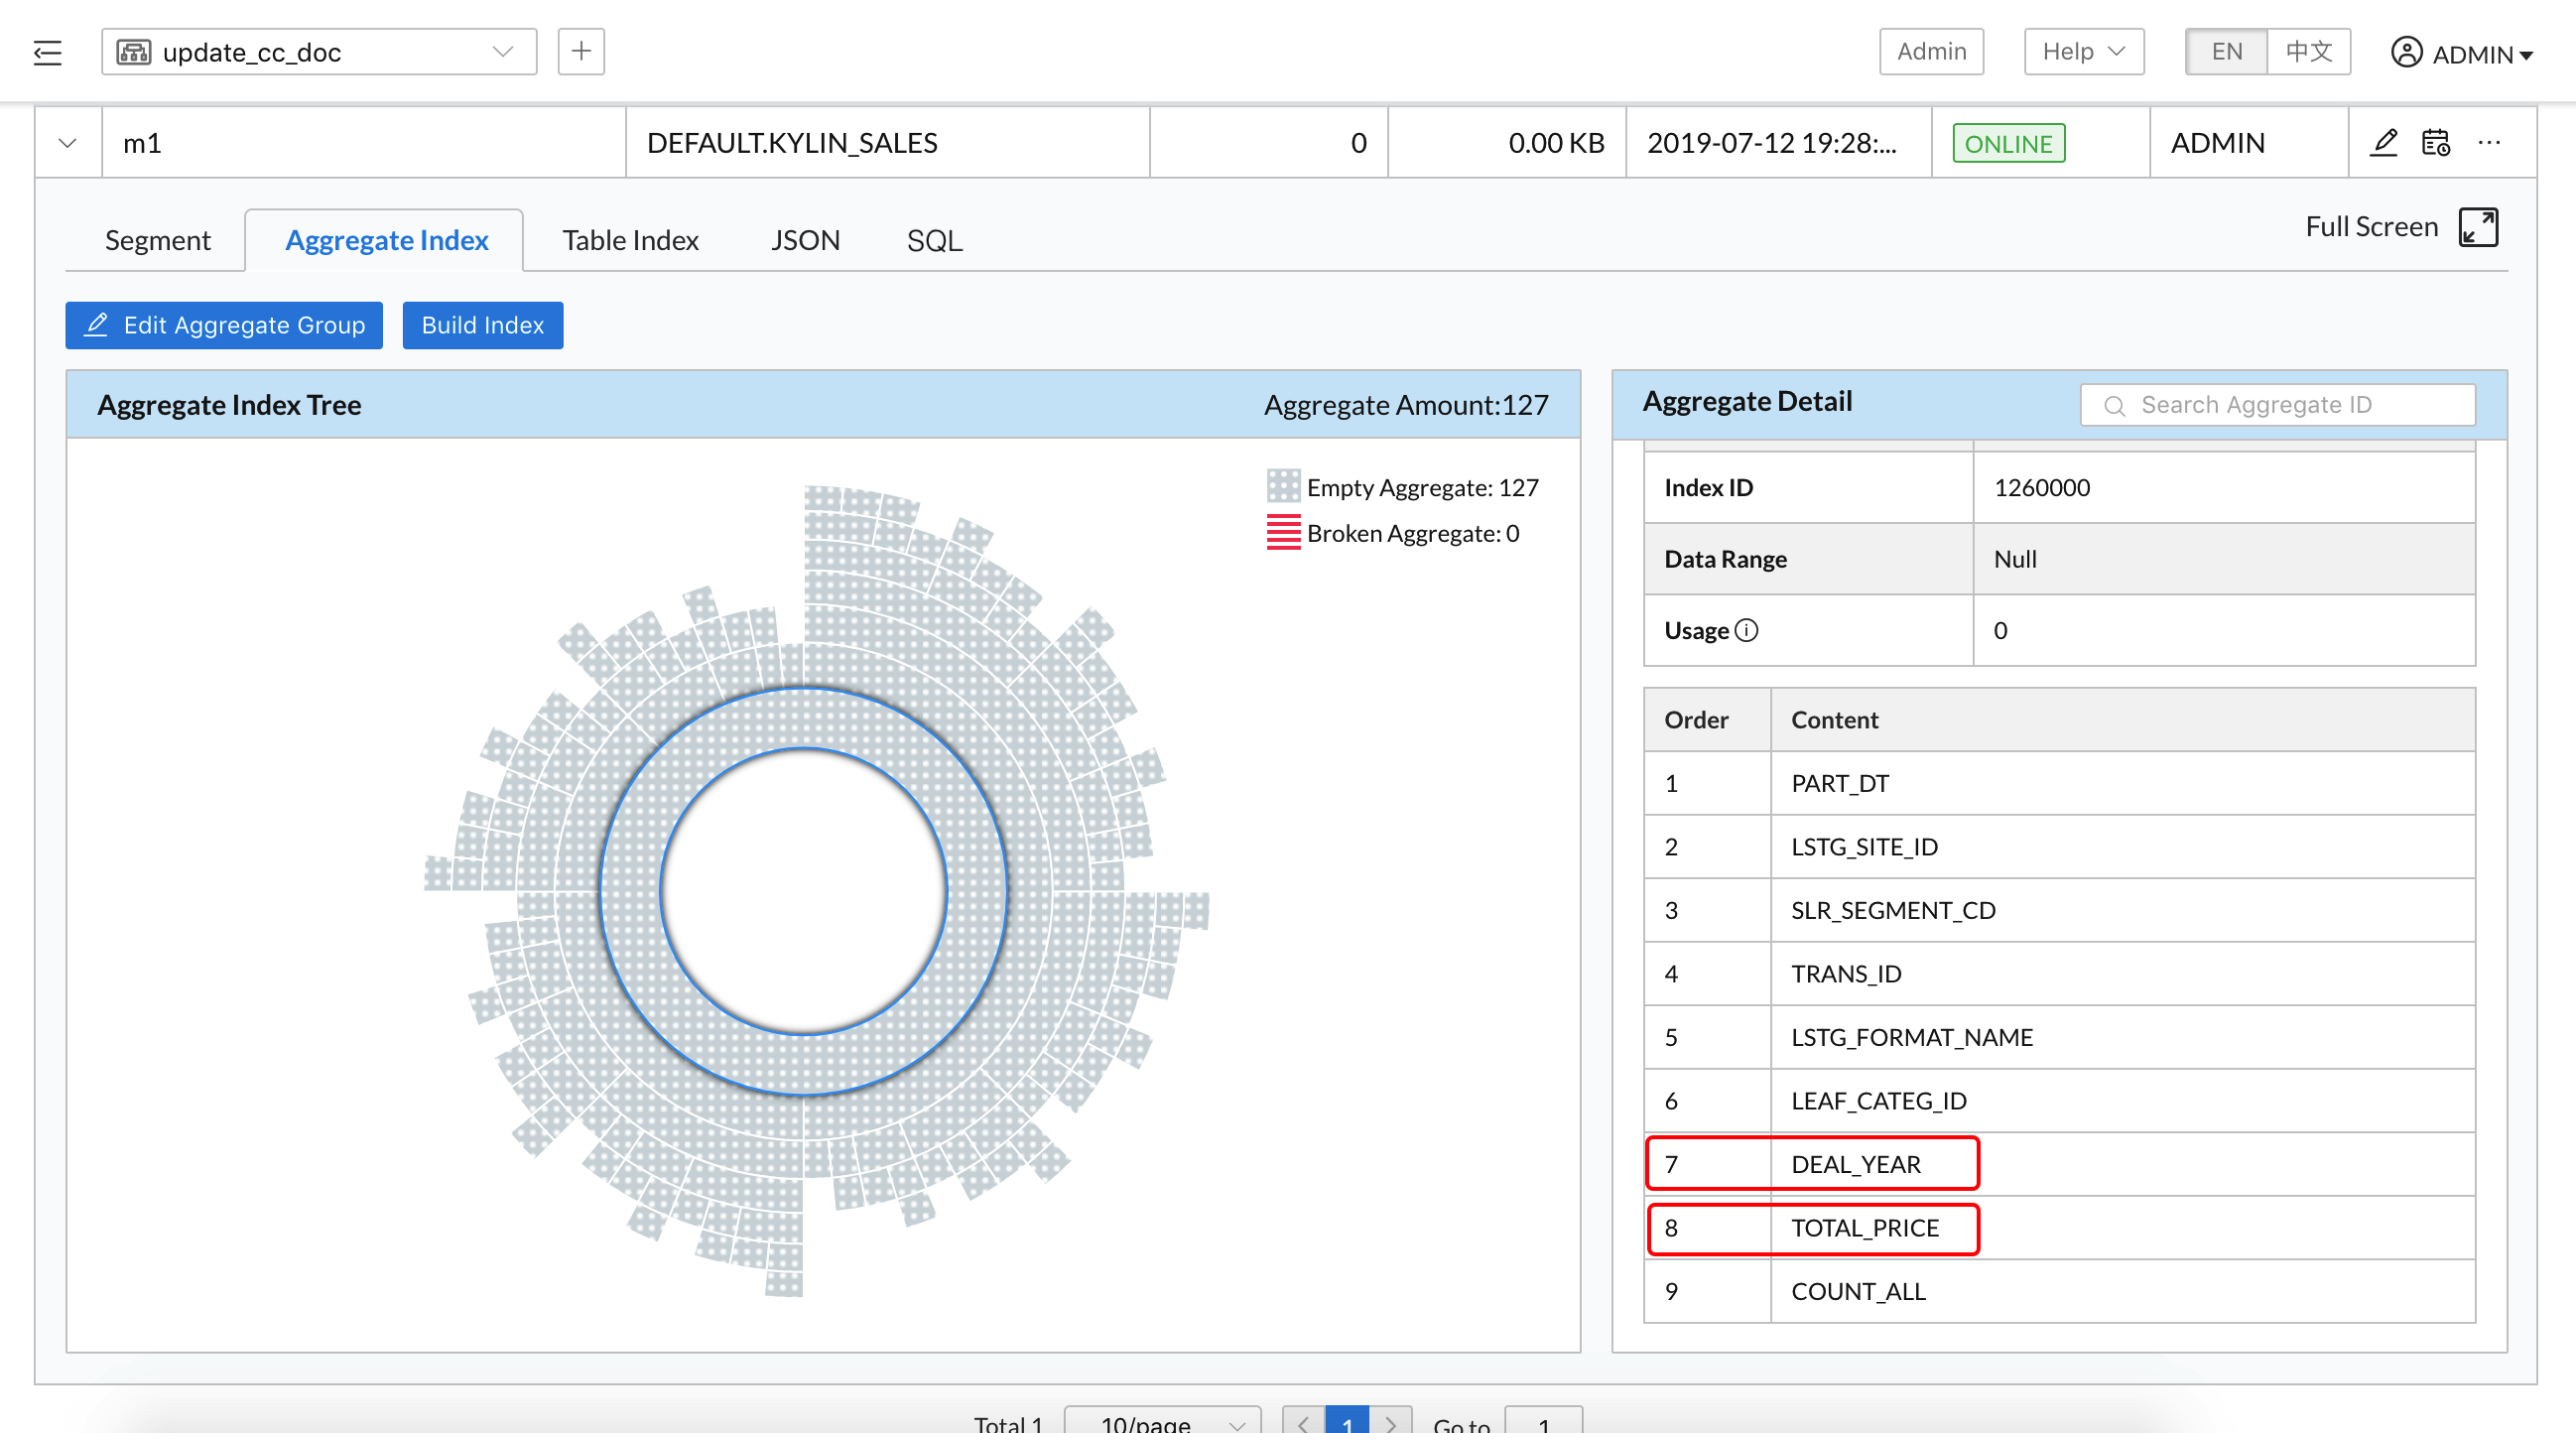 update_cc_doc
Admin
Help
EN
中文
ADMIN
m1 DEFAULT.KYLIN_SALES 0 0.00 KB 2019-07-12 19:28:... ONLINE ADMIN ...
Segment Aggregate Index Table Index JSON SQL
Full Screen
Edit Aggregate Group Build Index
Aggregate Index Tree Aggregate Amount:127
Empty Aggregate: 127
Broken Aggregate: 0
Aggregate Detail Search Aggregate ID
Index ID 1260000
Data Range Null
Usage 0
Order Content
1 PART_DT
2 LSTG_SITE_ID
3 SLR_SEGMENT_CD
4 TRANS_ID
5 LSTG_FORMAT_NAME
6 LEAF_CATEG_ID
7 DEAL_YEAR
8 TOTAL_PRICE
9 COUNT_ALL
Total 1 10/page 1 Go to 1